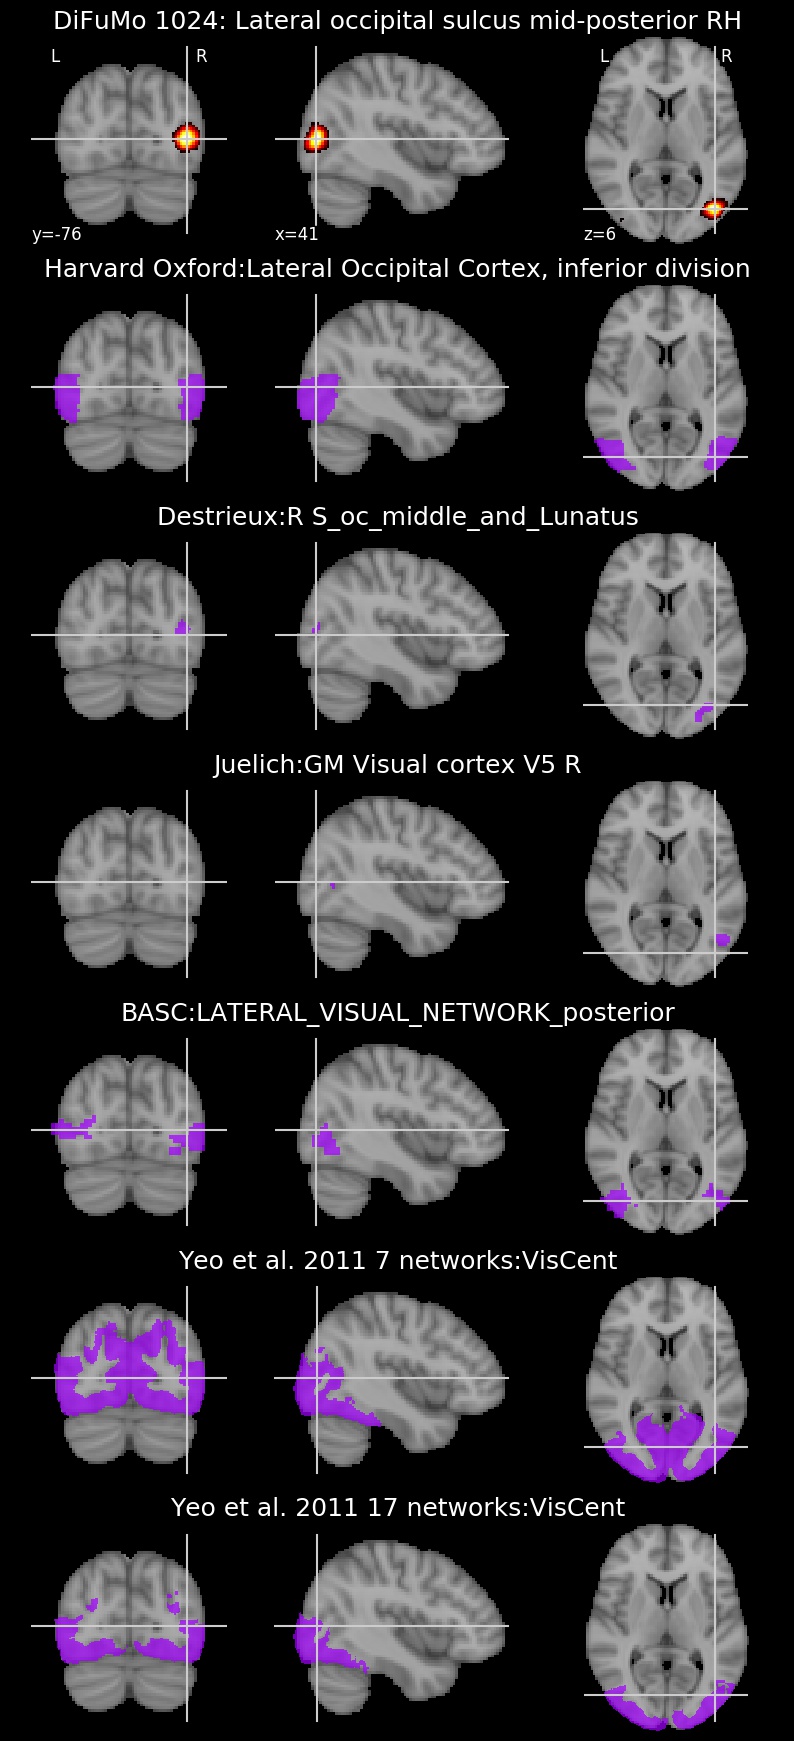 DiFuMo 1024: Lateral occipital sulcus mid-posterior RH
L R L R
y=-76 x=41 z=6
Harvard Oxford:Lateral Occipital Cortex, inferior division
Destrieux:R S_oc_middle_and_Lunatus
Juelich:GM Visual cortex V5 R
BASC:LATERAL_VISUAL_NETWORK_posterior
Yeo et al. 2011 7 networks:VisCent
Yeo et al. 2011 17 networks:VisCent